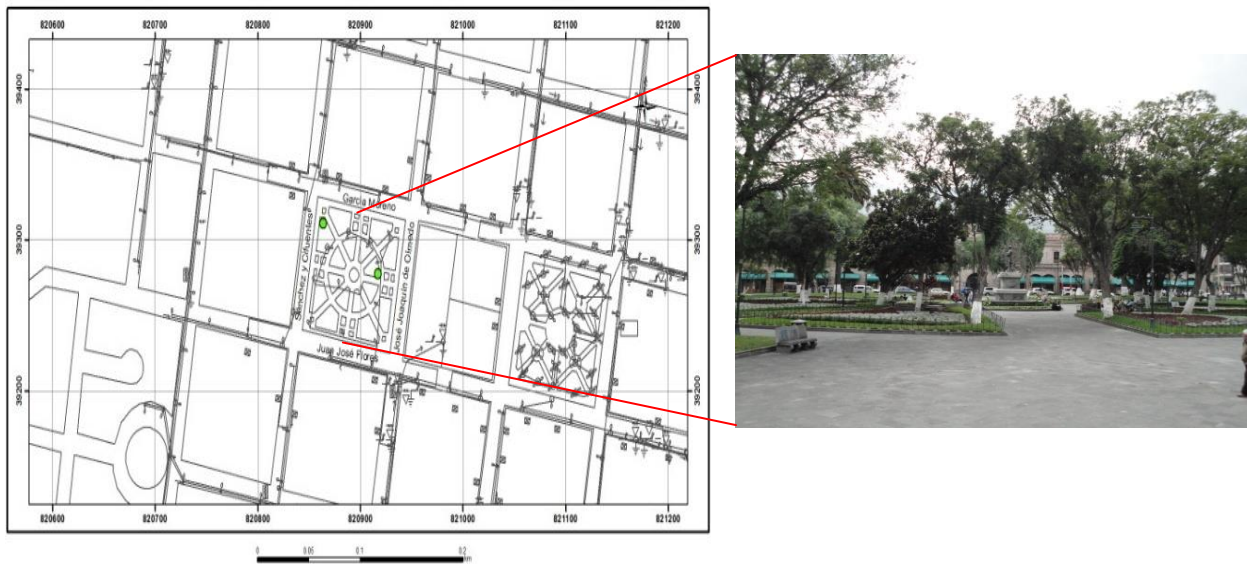 820600 820700 820800 820900 821000 821100 821200
39400
39300
39200
39400
39300
39200
García Moreno
Sánchez y Cifuentes
José Joaquín de Olmedo
Juan José Flores
820600 820700 820800 820900 821000 821100 821200
0 0.05 0.1 0.2
km